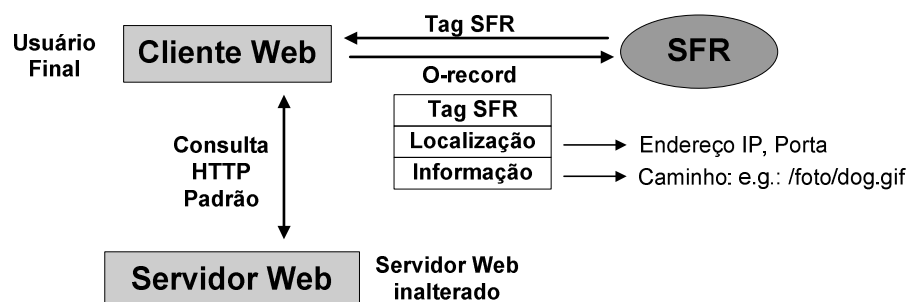 Tag SFR
Usuário
Final
Cliente Web
SFR
O-record
Tag SFR
Localização
Endereço IP, Porta
Informação
Caminho: e.g.: /foto/dog.gif
Consulta
HTTP
Padrão
Servidor Web
Servidor Web
inalterado